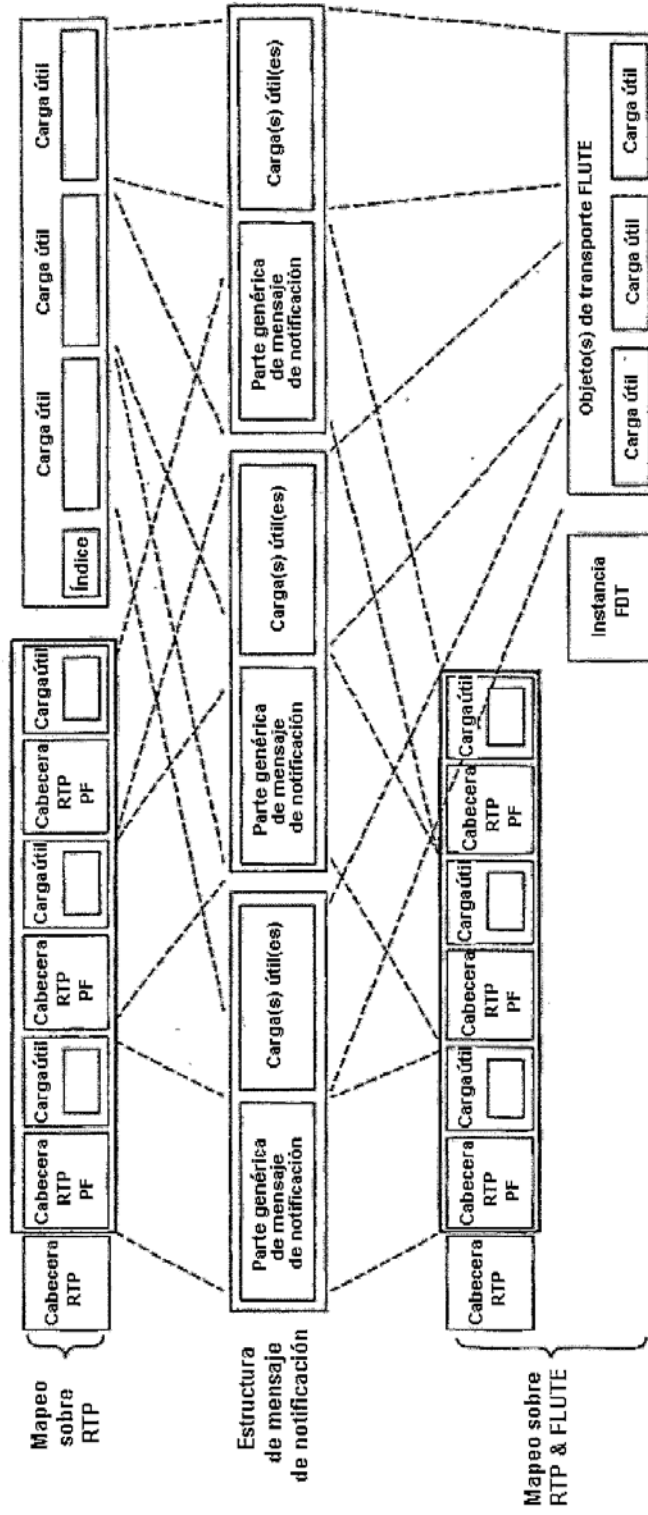 Mapeo
sobre
RTP
Cabecera
RTP
Cabecera
RTP
PF
Carga útil
Cabecera
RTP
PF
Carga útil
Cabecera
RTP
PF
Carga útil
Índice
Carga útil
Carga útil
Carga útil
Estructura
de mensaje
de notificación
Parte genérica
de mensaje
de notificación
Carga(s) útil(es)
Parte genérica
de mensaje
de notificación
Carga(s) útil(es)
Parte genérica
de mensaje
de notificación
Carga(s) útil(es)
Mapeo sobre
RTP & FLUTE
Cabecera
RTP
Cabecera
RTP
PF
Carga útil
Cabecera
RTP
PF
Carga útil
Cabecera
RTP
PF
Carga útil
Instancia
FDT
Objeto(s) de transporte FLUTE
Carga útil
Carga útil
Carga útil